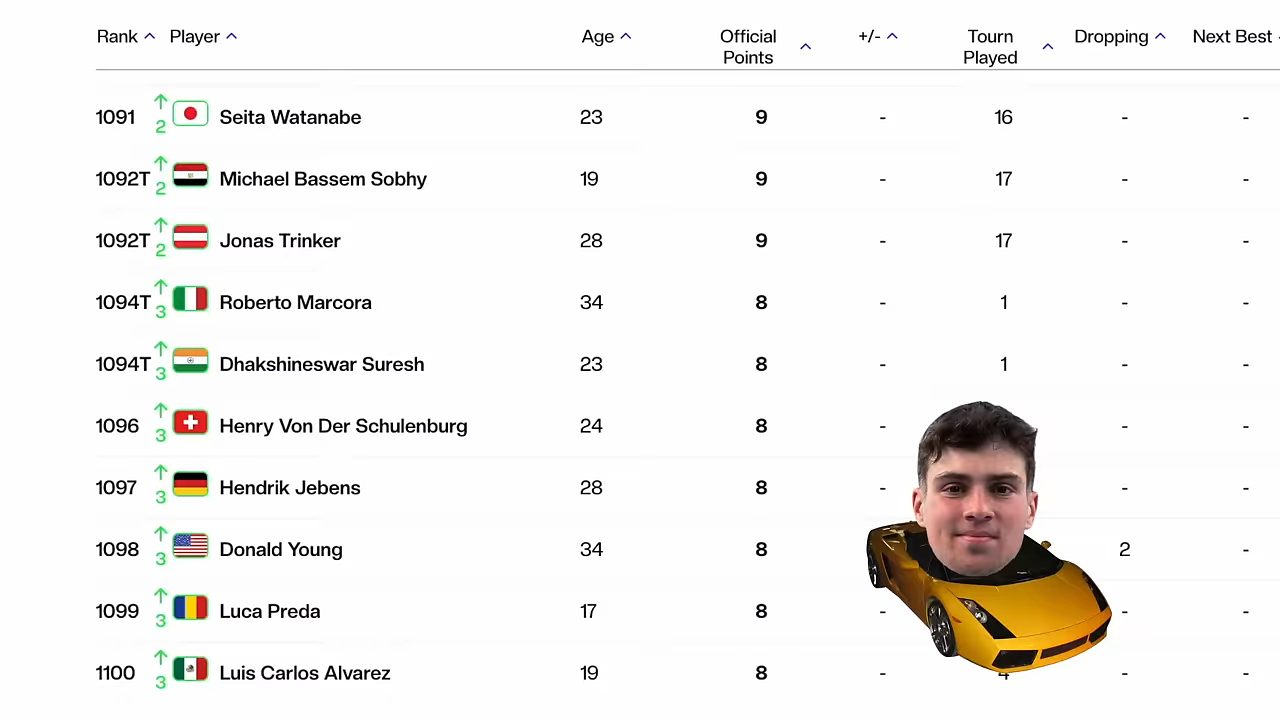 Rank Player Age Official Points +/- Tourn Played Dropping Next Best
1091 2 Seita Watanabe 23 9 - 16 - -
1092T 2 Michael Bassem Sobhy 19 9 - 17 - -
1092T 2 Jonas Trinker 28 9 - 17 - -
1094T 3 Roberto Marcora 34 8 - 1 - -
1094T 3 Dhakshineswar Suresh 23 8 - 1 - -
1096 3 Henry Von Der Schulenburg 24 8 - - -
1097 3 Hendrik Jebens 28 8 - - -
1098 3 Donald Young 34 8 2 -
1099 3 Luca Preda 17 8 - - -
1100 3 Luis Carlos Alvarez 19 8 - - -